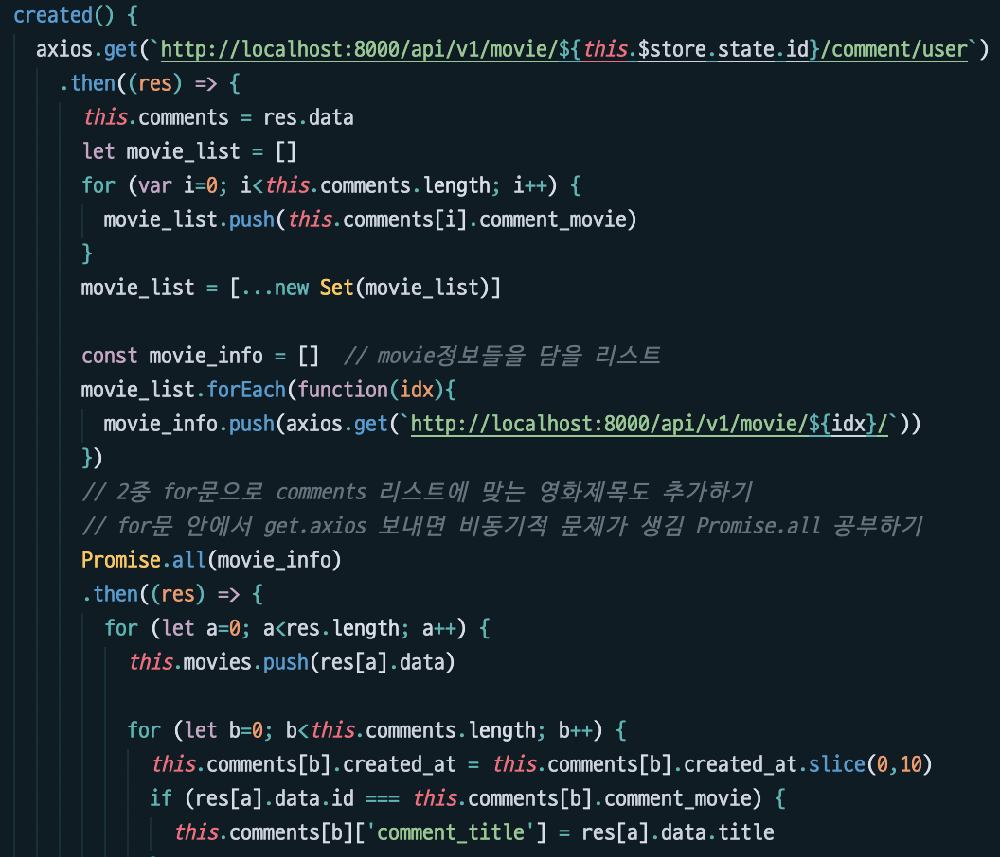 created() {
axios.get(`http://localhost:8000/api/v1/movie/${this.$store.state.id}/comment/user`)
.then((res) => {
this.comments = res.data
let movie_list = []
for (var i=0; i<this.comments.length; i++) {
movie_list.push(this.comments[i].comment_movie)
}
movie_list = [...new Set(movie_list)]
const movie_info = [] // movie정보들을 담을 리스트
movie_list.forEach(function(idx){
movie_info.push(axios.get(`http://localhost:8000/api/v1/movie/${idx}/`))
})
// 2중 for문으로 comments 리스트에 맞는 영화제목도 추가하기
// for문 안에서 get.axios 보내면 비동기적 문제가 생김 Promise.all 공부하기
Promise.all(movie_info)
.then((res) => {
for (let a=0; a<res.length; a++) {
this.movies.push(res[a].data)
for (let b=0; b<this.comments.length; b++) {
this.comments[b].created_at = this.comments[b].created_at.slice(0,10)
if (res[a].data.id === this.comments[b].comment_movie) {
this.comments[b]['comment_title'] = res[a].data.title